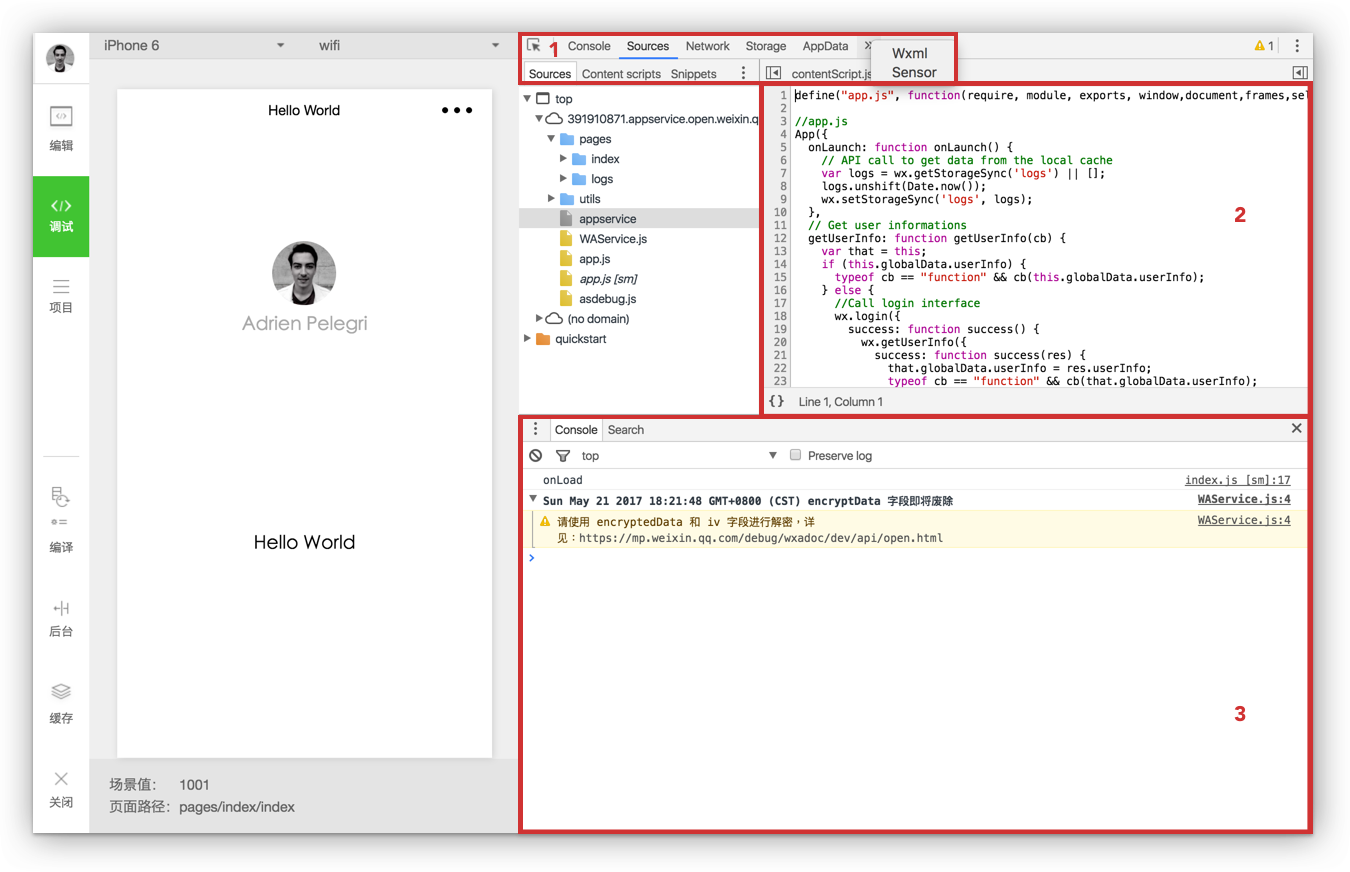 iPhone 6
wifi
编辑
调试
项目
编译
后台
缓存
关闭
Hello World
Adrien Pelegri
Hello World
场景值： 1001
页面路径： pages/index/index
1
Console Sources Network Storage AppData »
Wxml
Sensor
1
Sources Content scripts Snippets
contentScript.js
top
391910871.appservice.open.weixin.q
pages
index
logs
utils
appservice
WAService.js
app.js
app.js [sm]
asdebug.js
(no domain)
quickstart
1 define("app.js", function(require, module, exports, window,document,frames,sel
2
3 //app.js
4 App({
5 onLaunch: function onLaunch() {
6 // API call to get data from the local cache
7 var logs = wx.getStorageSync('logs') || [];
8 logs.unshift(Date.now());
9 wx.setStorageSync('logs', logs);
10 },
11 // Get user informations
12 getUserInfo: function getUserInfo(cb) {
13 var that = this;
14 if (this.globalData.userInfo) {
15 typeof cb == "function" && cb(this.globalData.userInfo);
16 } else {
17 //Call login interface
18 wx.login({
19 success: function success() {
20 wx.getUserInfo({
21 success: function success(res) {
22 that.globalData.userInfo = res.userInfo;
23 typeof cb == "function" && cb(that.globalData.userInfo);
2
{} Line 1, Column 1
Console Search
top
Preserve log
onLoad index.js [sm]:17
Sun May 21 2017 18:21:48 GMT+0800 (CST) encryptData 字段即将废除 WAService.js:4
请使用 encryptedData 和 iv 字段进行解密，详 WAService.js:4
见：https://mp.weixin.qq.com/debug/wxadoc/dev/api/open.html
3